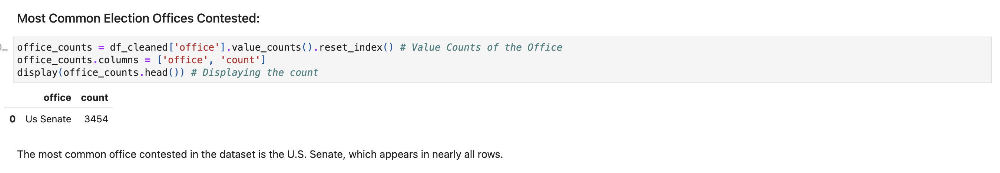 Most Common Election Offices Contested:
office_counts = df_cleaned['office'].value_counts().reset_index() # Value Counts of the Office
office_counts.columns = ['office', 'count']
display(office_counts.head()) # Displaying the count
office count
0 Us Senate 3454
The most common office contested in the dataset is the U.S. Senate, which appears in nearly all rows.